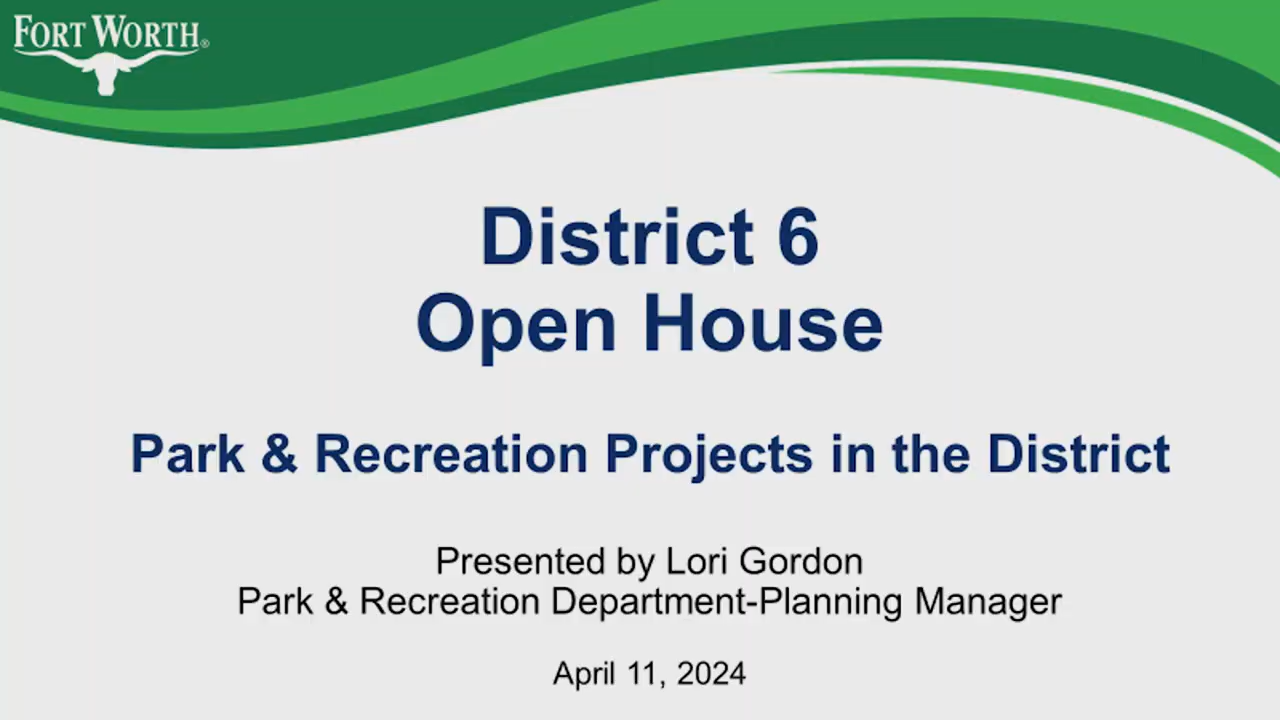 FORT WORTH®
District 6
Open House
Park & Recreation Projects in the District
Presented by Lori Gordon
Park & Recreation Department-Planning Manager
April 11, 2024